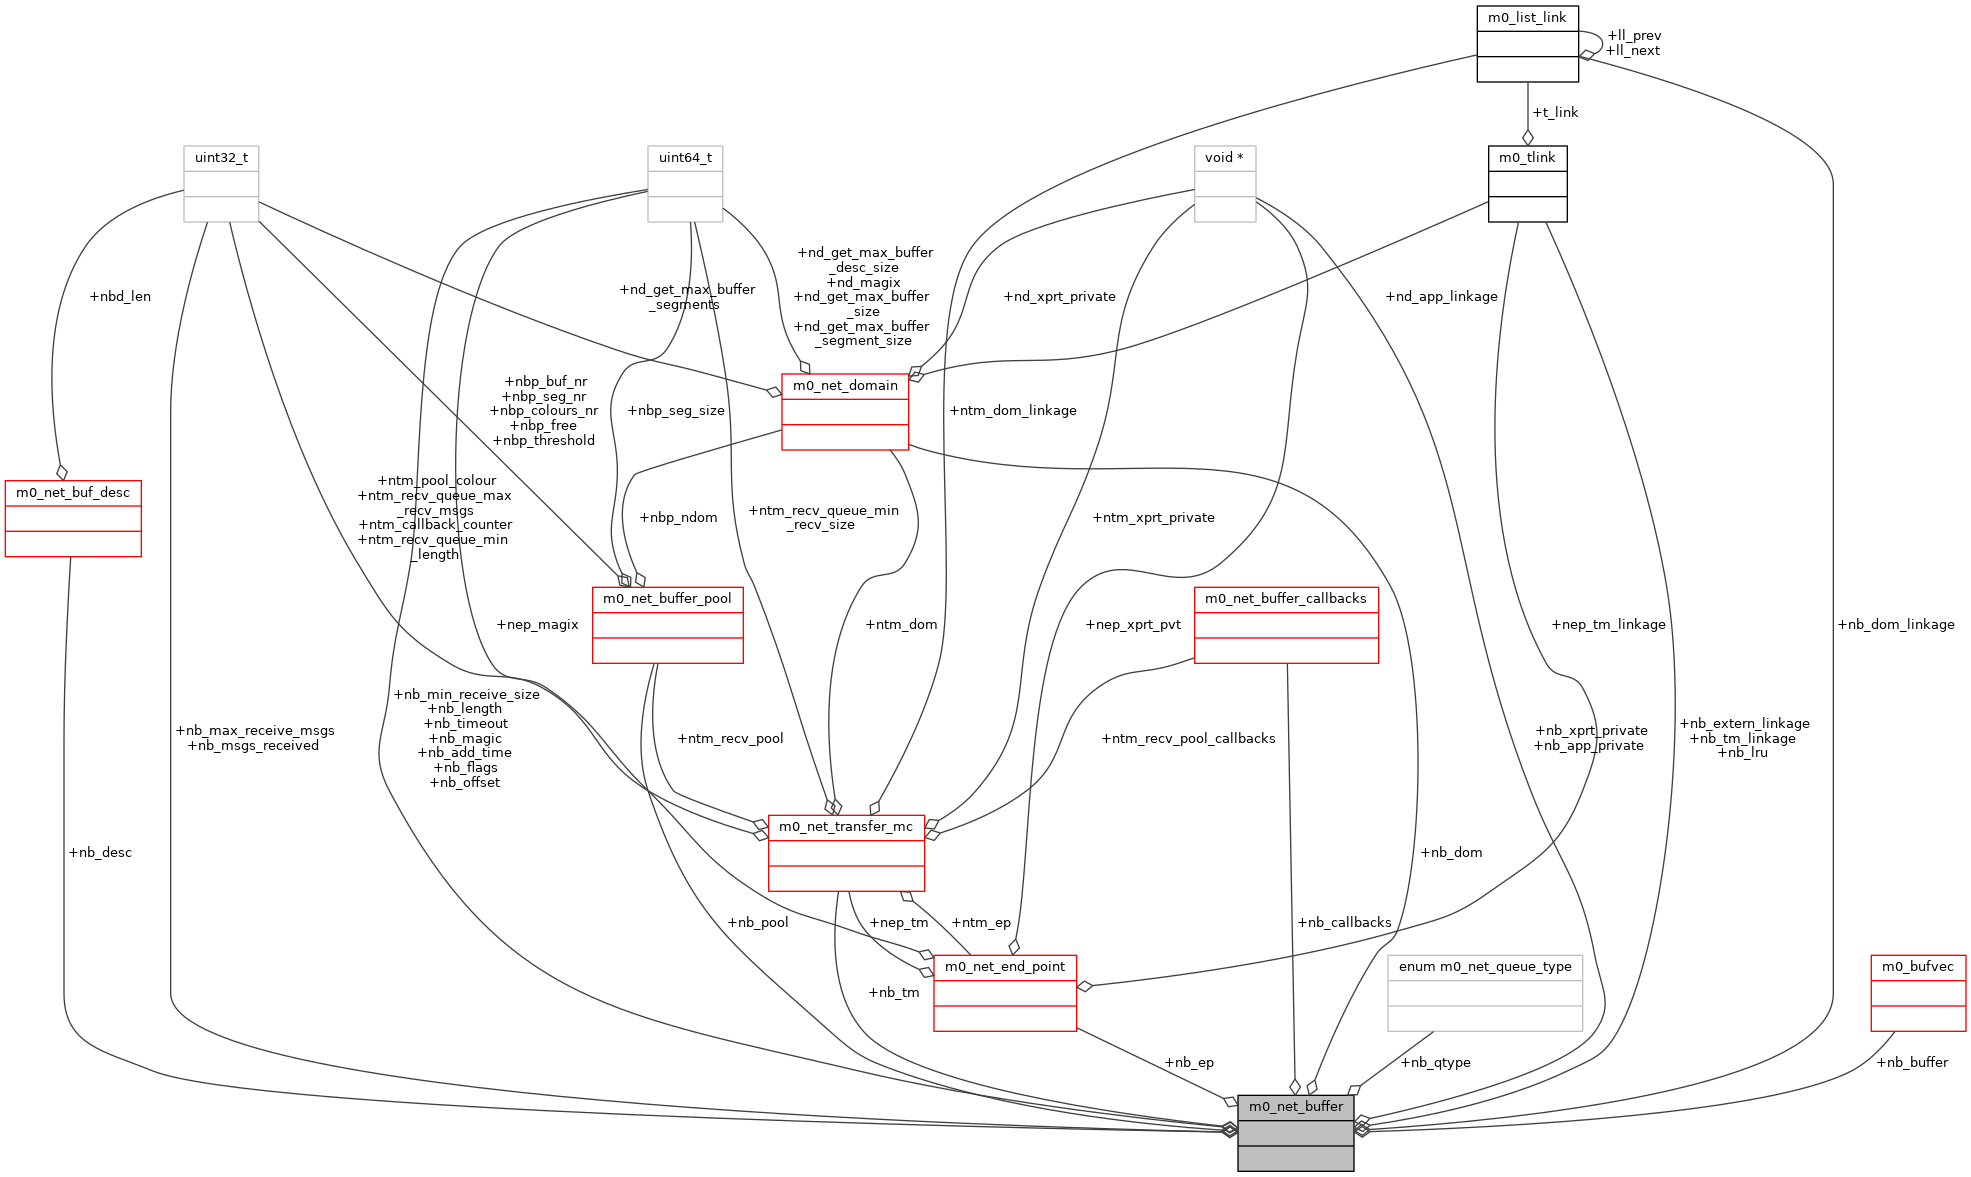 m0_list_link
+ll_prev
+ll_next
+t_link
uint32_t
uint64_t
void *
m0_tlink
+nbd_len
+nd_get_max_buffer
_segments
+nd_get_max_buffer
_desc_size
+nd_magix
+nd_get_max_buffer
_size
+nd_get_max_buffer
_segment_size
+nd_xprt_private
+nd_app_linkage
m0_net_domain
+nbp_buf_nr
+nbp_seg_nr
+nbp_colours_nr
+nbp_free
+nbp_threshold
+nbp_seg_size
+ntm_dom_linkage
m0_net_buf_desc
+ntm_pool_colour
+ntm_recv_queue_max
_recv_msgs
+ntm_callback_counter
+ntm_recv_queue_min
_length
+nbp_ndom
+ntm_recv_queue_min
_recv_size
+ntm_xprt_private
m0_net_buffer_pool
m0_net_buffer_callbacks
+nep_magix
+ntm_dom
+nep_xprt_pvt
+nep_tm_linkage
+nb_dom_linkage
+nb_max_receive_msgs
+nb_msgs_received
+nb_min_receive_size
+nb_length
+nb_timeout
+nb_magic
+nb_add_time
+nb_flags
+nb_offset
+ntm_recv_pool
+ntm_recv_pool_callbacks
+nb_xprt_private
+nb_app_private
+nb_extern_linkage
+nb_tm_linkage
+nb_lru
m0_net_transfer_mc
+nb_desc
+nb_dom
+nb_pool
+nep_tm
+ntm_ep
+nb_callbacks
m0_net_end_point
enum m0_net_queue_type
m0_bufvec
+nb_tm
+nb_ep
+nb_qtype
+nb_buffer
m0_net_buffer